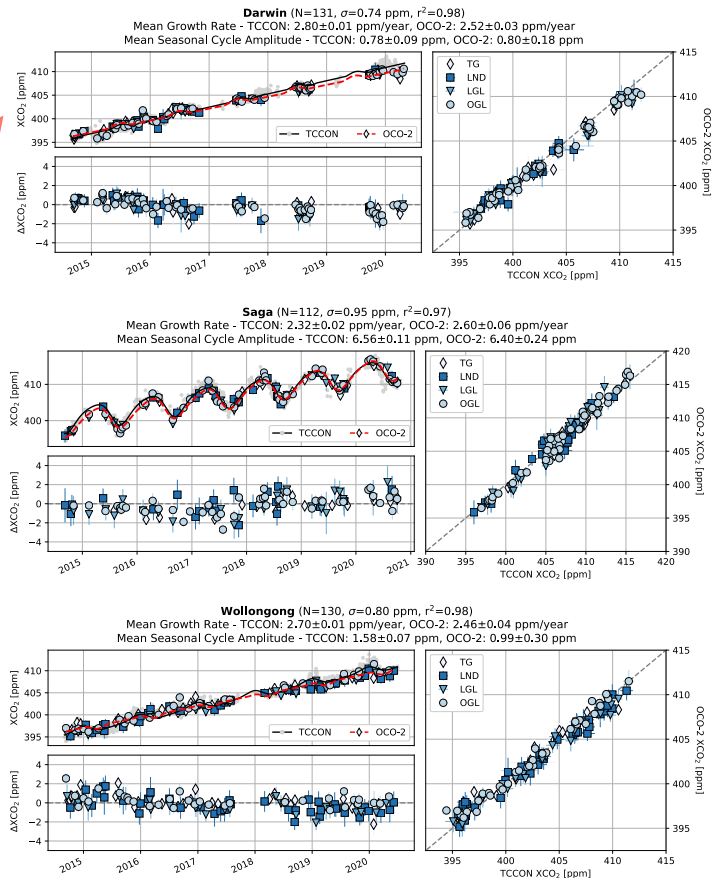 Darwin (N=131, σ=0.74 ppm, r²=0.98)
Mean Growth Rate - TCCON: 2.80±0.01 ppm/year, OCO-2: 2.52±0.03 ppm/year
Mean Seasonal Cycle Amplitude - TCCON: 0.78±0.09 ppm, OCO-2: 0.80±0.18 ppm
XCO₂ [ppm]
410
405
400
395
TCCON
OCO-2
ΔXCO₂ [ppm]
4
2
0
−2
−4
2015
2016
2017
2018
2019
2020
TG
LND
LGL
OGL
415
410
405
400
395
OCO-2 XCO₂ [ppm]
395
400
405
410
415
TCCON XCO₂ [ppm]
Saga (N=112, σ=0.95 ppm, r²=0.97)
Mean Growth Rate - TCCON: 2.32±0.02 ppm/year, OCO-2: 2.60±0.06 ppm/year
Mean Seasonal Cycle Amplitude - TCCON: 6.56±0.11 ppm, OCO-2: 6.40±0.24 ppm
XCO₂ [ppm]
410
400
TCCON
OCO-2
ΔXCO₂ [ppm]
4
2
0
−2
−4
2015
2016
2017
2018
2019
2020
2021
TG
LND
LGL
OGL
420
415
410
405
400
395
390
OCO-2 XCO₂ [ppm]
390
395
400
405
410
415
420
TCCON XCO₂ [ppm]
Wollongong (N=130, σ=0.80 ppm, r²=0.98)
Mean Growth Rate - TCCON: 2.70±0.01 ppm/year, OCO-2: 2.46±0.04 ppm/year
Mean Seasonal Cycle Amplitude - TCCON: 1.58±0.07 ppm, OCO-2: 0.99±0.30 ppm
XCO₂ [ppm]
410
405
400
395
TCCON
OCO-2
ΔXCO₂ [ppm]
4
2
0
−2
−4
2015
2016
2017
2018
2019
2020
TG
LND
LGL
OGL
410
405
400
395
OCO-2 XCO₂ [ppm]
395
400
405
410
415
TCCON XCO₂ [ppm]